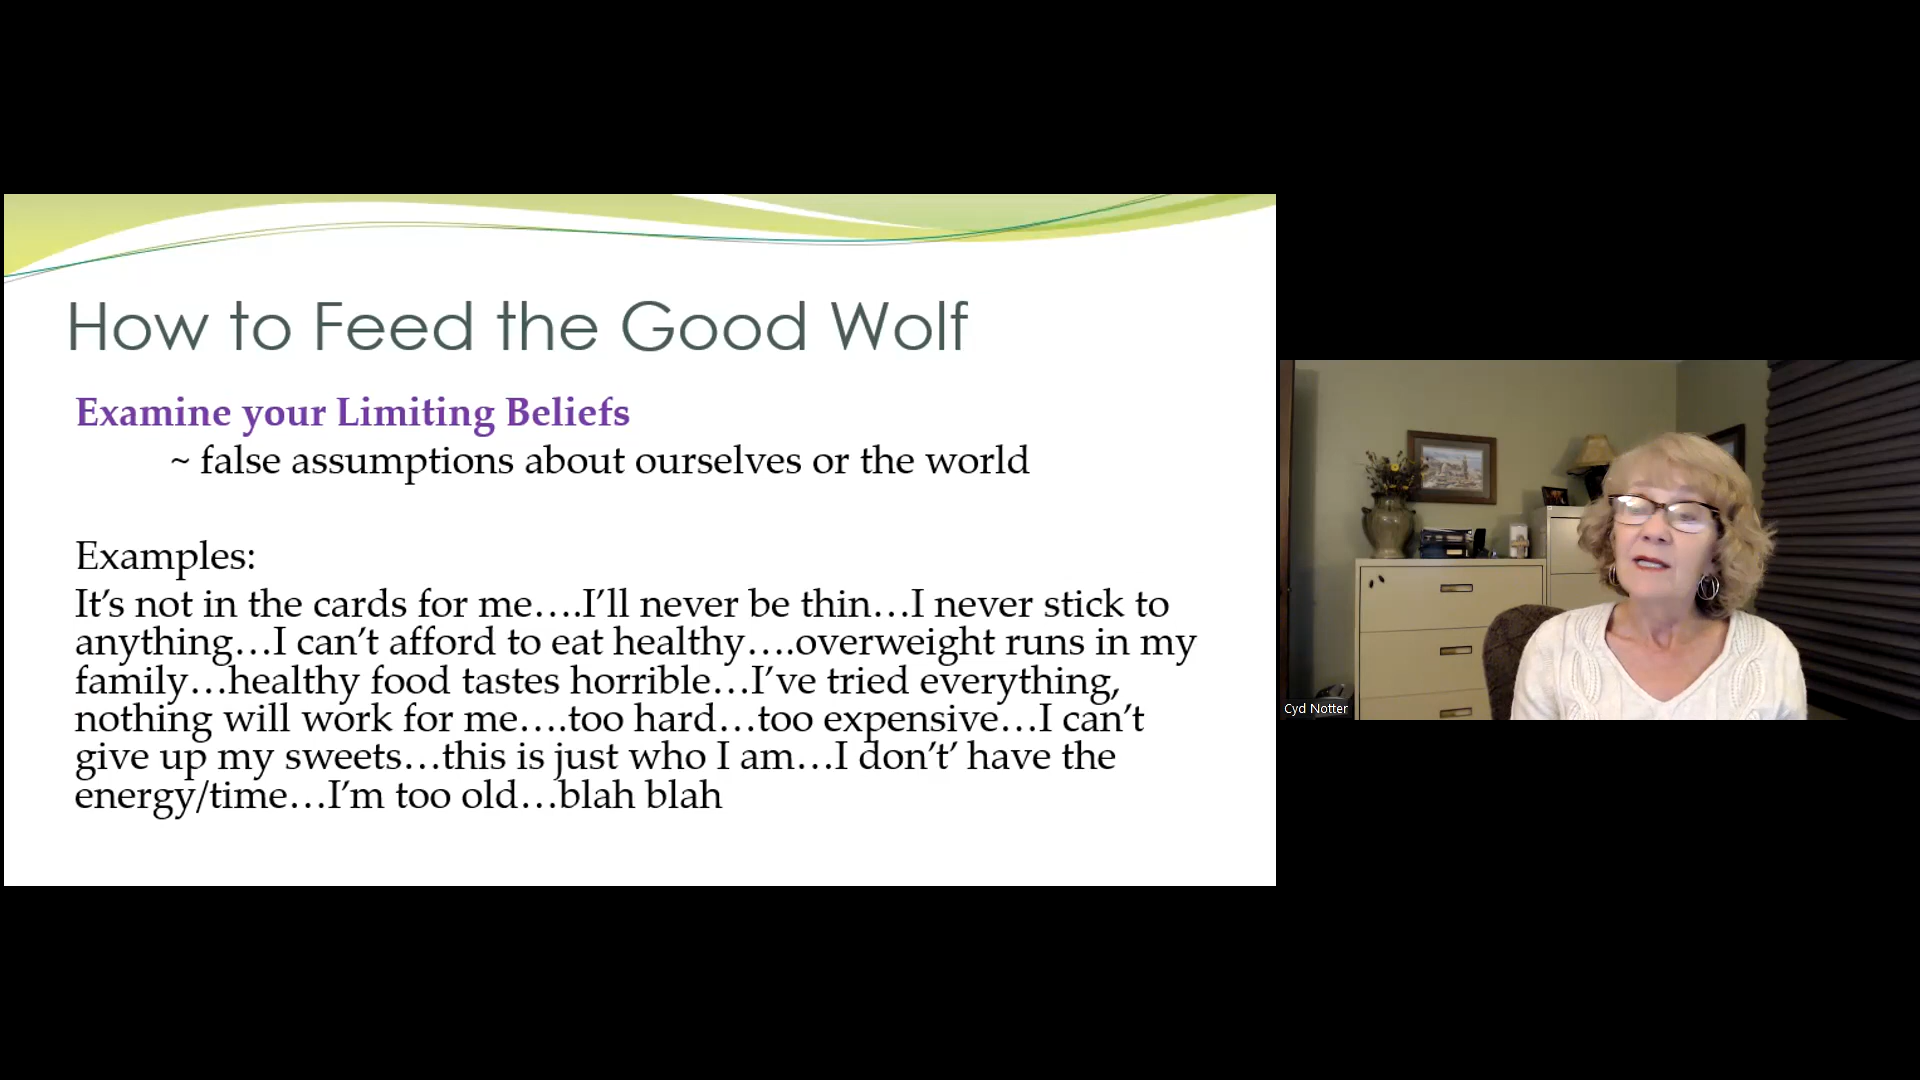 How to Feed the Good Wolf
Examine your Limiting Beliefs
~ false assumptions about ourselves or the world
Examples:
It’s not in the cards for me….I’ll never be thin…I never stick to
anything…I can’t afford to eat healthy….overweight runs in my
family…healthy food tastes horrible…I’ve tried everything,
nothing will work for me….too hard…too expensive…I can’t
give up my sweets…this is just who I am…I don’t’ have the
energy/time…I’m too old…blah blah
Cyd Notter